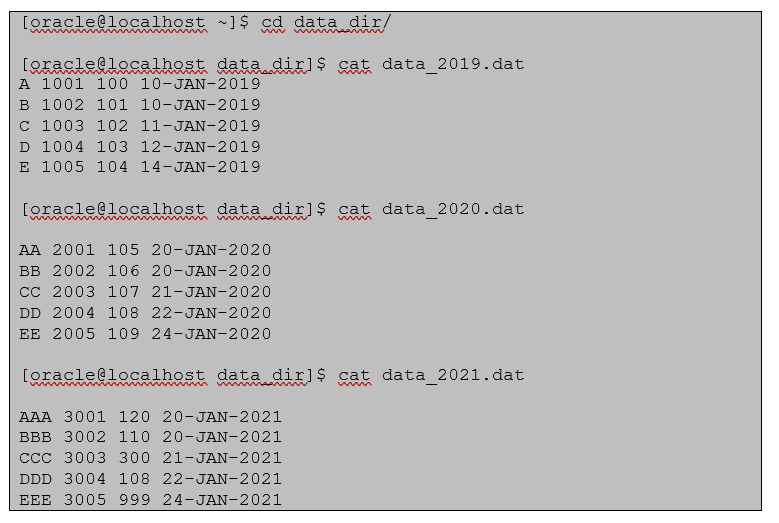 [oracle@localhost ~]$ cd data_dir/
[oracle@localhost data_dir]$ cat data_2019.dat
A 1001 100 10-JAN-2019
B 1002 101 10-JAN-2019
C 1003 102 11-JAN-2019
D 1004 103 12-JAN-2019
E 1005 104 14-JAN-2019
[oracle@localhost data_dir]$ cat data_2020.dat
AA 2001 105 20-JAN-2020
BB 2002 106 20-JAN-2020
CC 2003 107 21-JAN-2020
DD 2004 108 22-JAN-2020
EE 2005 109 24-JAN-2020
[oracle@localhost data_dir]$ cat data_2021.dat
AAA 3001 120 20-JAN-2021
BBB 3002 110 20-JAN-2021
CCC 3003 300 21-JAN-2021
DDD 3004 108 22-JAN-2021
EEE 3005 999 24-JAN-2021